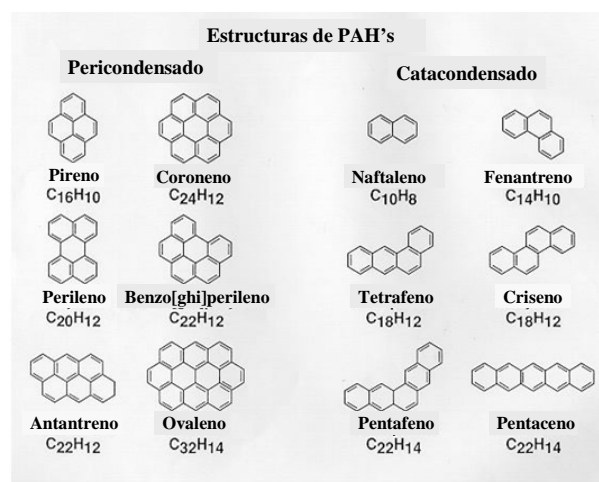 Estructuras de PAH's
Pericondensado
Catacondensado
Pireno
C16H10
Coroneno
C24H12
Naftaleno
C10H8
Fenantreno
C14H10
Perileno
C20H12
Benzo[ghi]perileno
C22H12
Tetrafeno
C18H12
Criseno
C18H12
Antantreno
C22H12
Ovaleno
C32H14
Pentafeno
C22H14
Pentaceno
C22H14